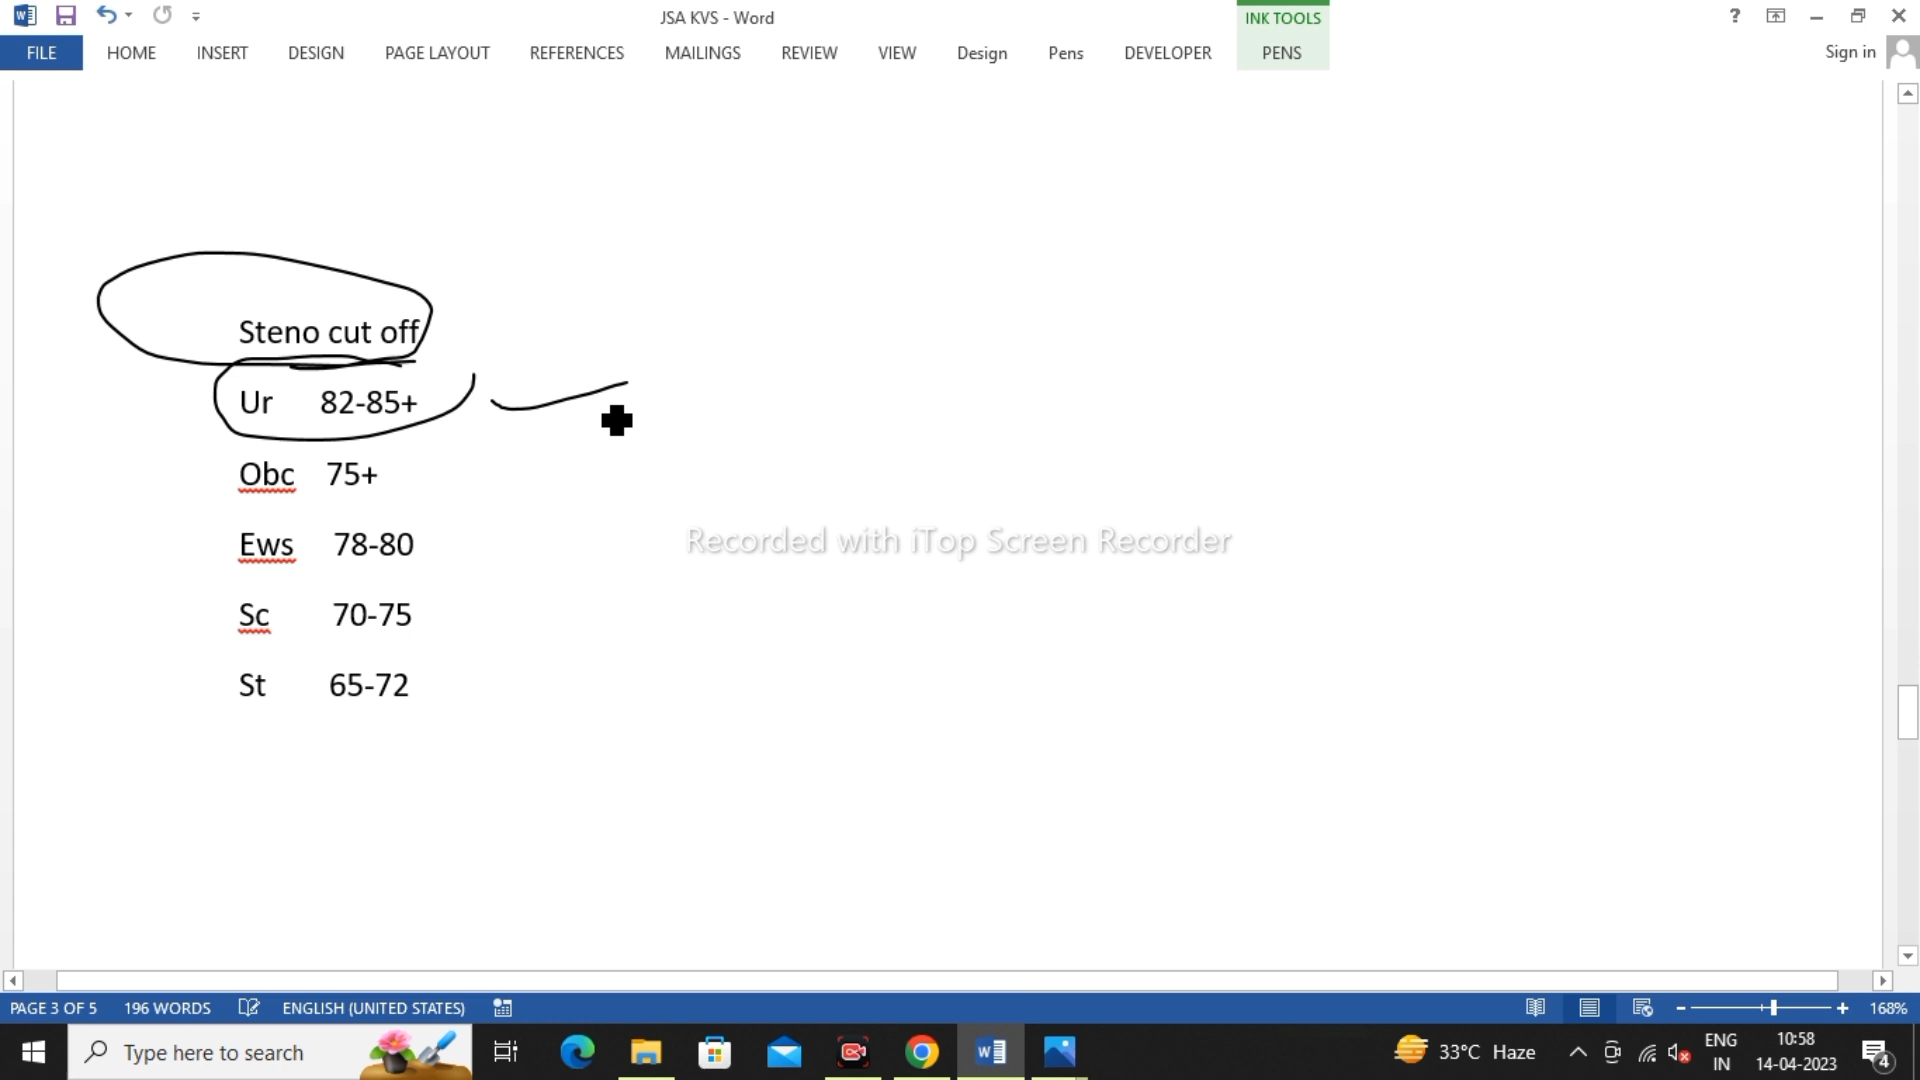 JSA KVS - Word
INK TOOLS
?
FILE HOME INSERT DESIGN PAGE LAYOUT REFERENCES MAILINGS REVIEW VIEW Design Pens DEVELOPER PENS
Sign in
Steno cut off
Ur 82-85+
Obc 75+
Ews 78-80
Sc 70-75
St 65-72
Recorded with iTop Screen Recorder
PAGE 3 OF 5 196 WORDS ENGLISH (UNITED STATES) 168%
Type here to search
33°C Haze
ENG
IN
10:58
14-04-2023
4